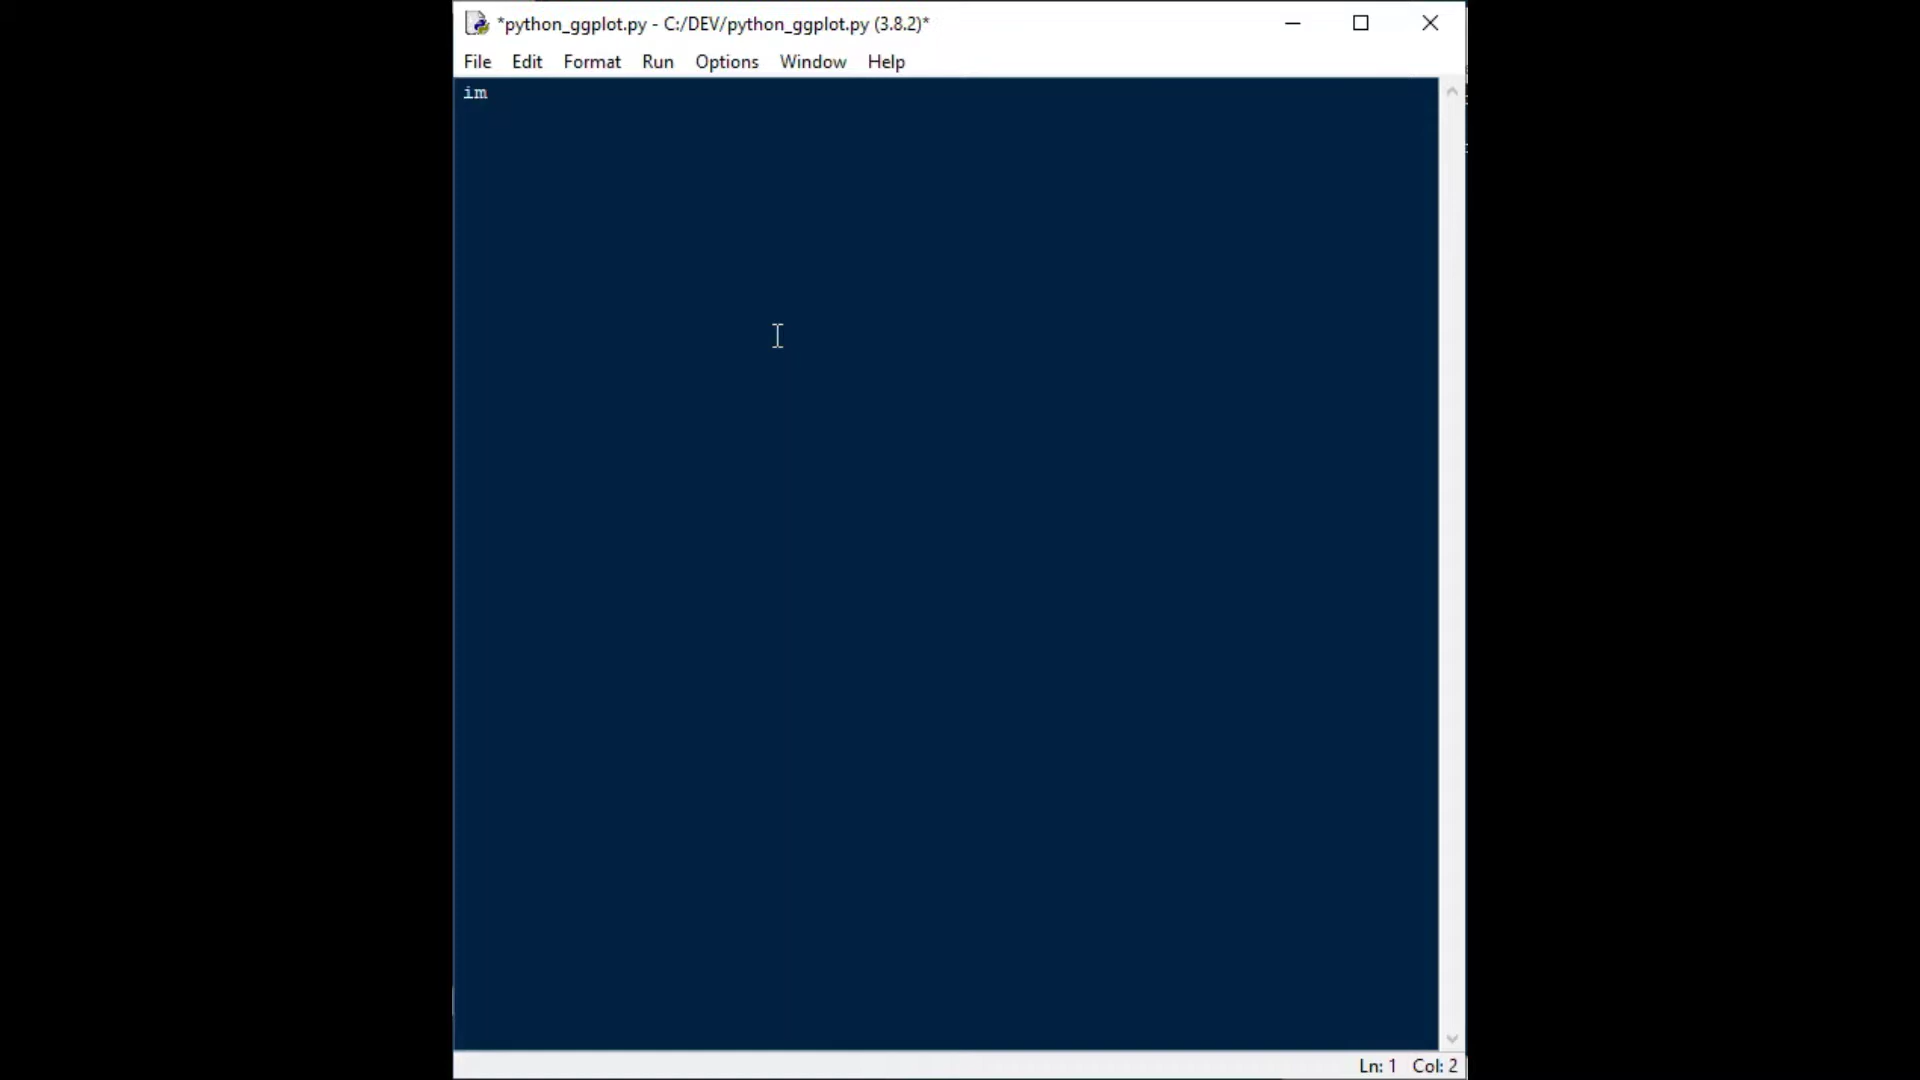 *python_ggplot.py - C:/DEV/python_ggplot.py (3.8.2)*
File Edit Format Run Options Window Help
im
Ln: 1 Col: 2